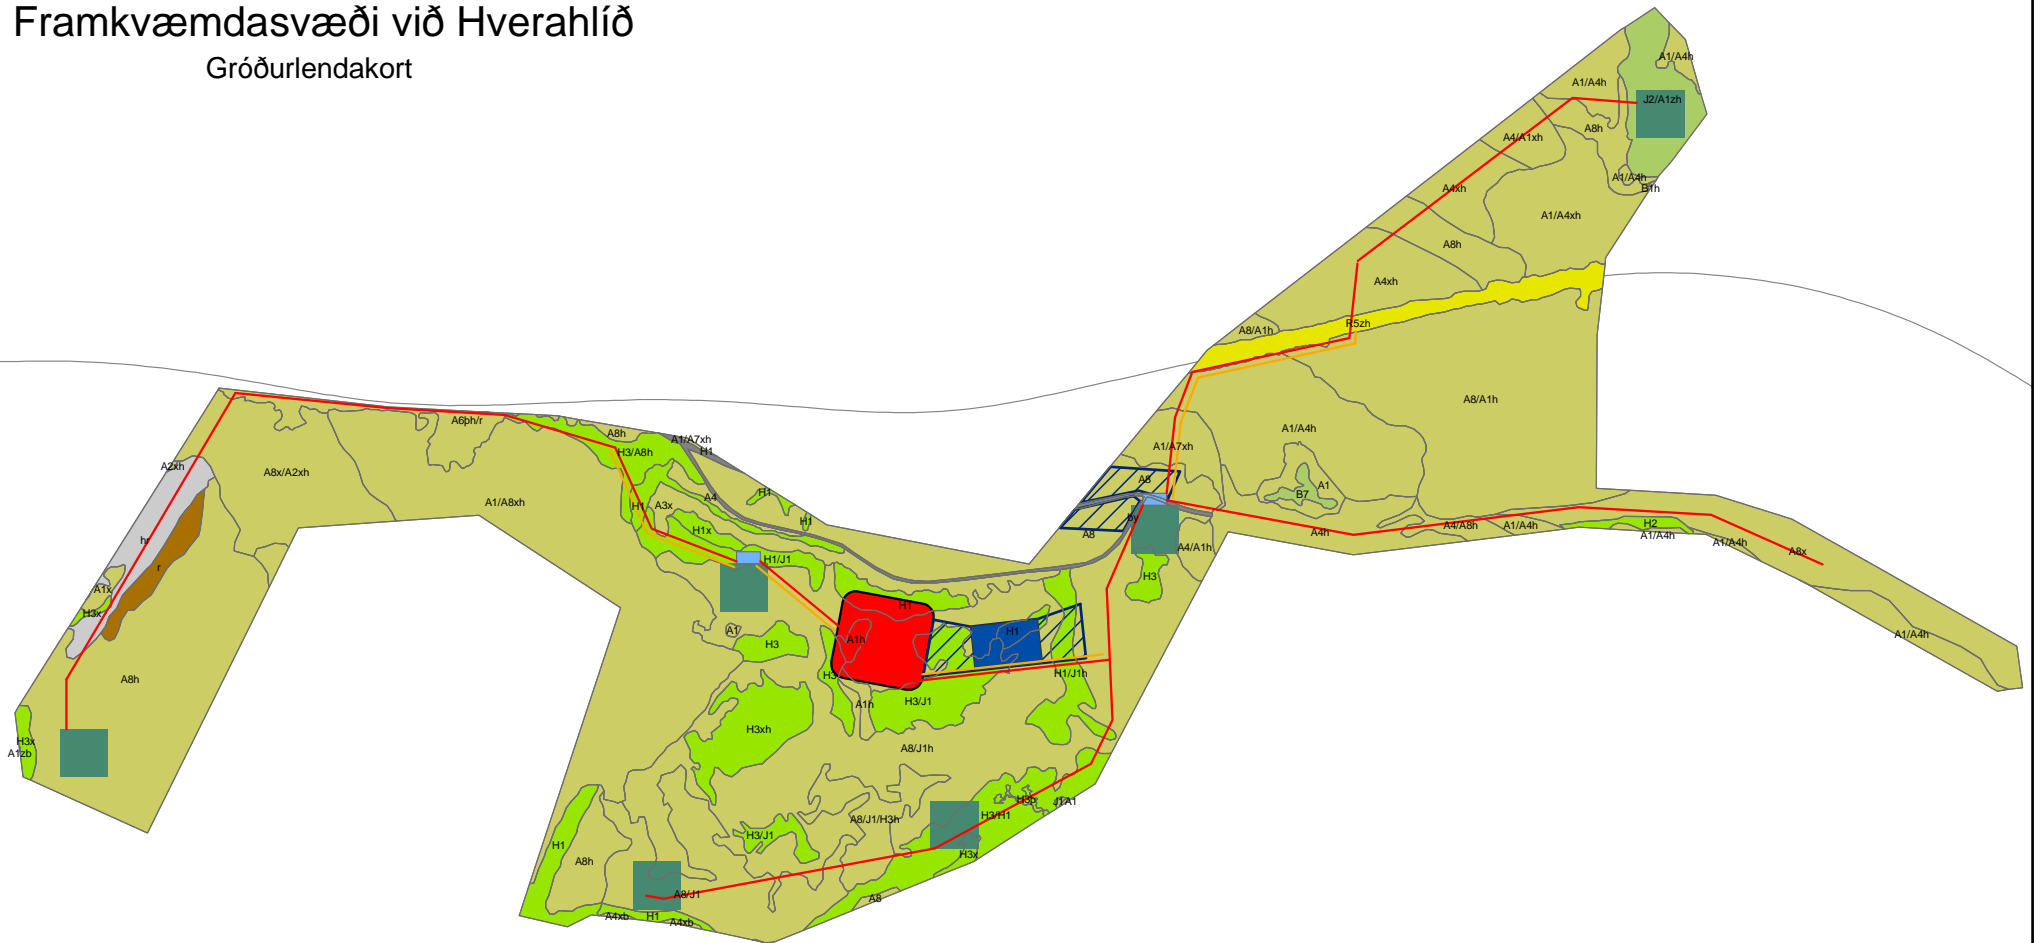 Framkvæmdasvæði við Hverahlíð
Gróðurlendakort
A1/A4h
A1/A4h
J2/A1zh
A8h
A4/A1xh
A1/A4h
B1h
A4xh
A1/A4xh
A8h
A4xh
R5zh
A8/A1h
A8/A1h
A6þh/r
A8h
A1/A7xh
H1
H3/A8h
A1/A7xh
A1/A4h
A2xh
A8x/A2xh
A1/A8xh
A8
A1
B7
H1
A3x
A4
H1
H1
H1x
by
A8
A4h
A4/A8h
A1/A4h
H2
A1/A4h
A1/A4h
A8x
hr
r
H1/J1
A4/A1h
H3
A1x
H3x
H1
A1
H3
A1h
H1
A1/A4h
H3
H1/J1h
A8h
A1h
H3/J1
H3xh
A8/J1h
H3x
A1zb
H3b
J1A1
H3/H1
A8/J1/H3h
H3/J1
H1
A8h
H3x
A8/J1
A8
A4xb
H1
A4xb